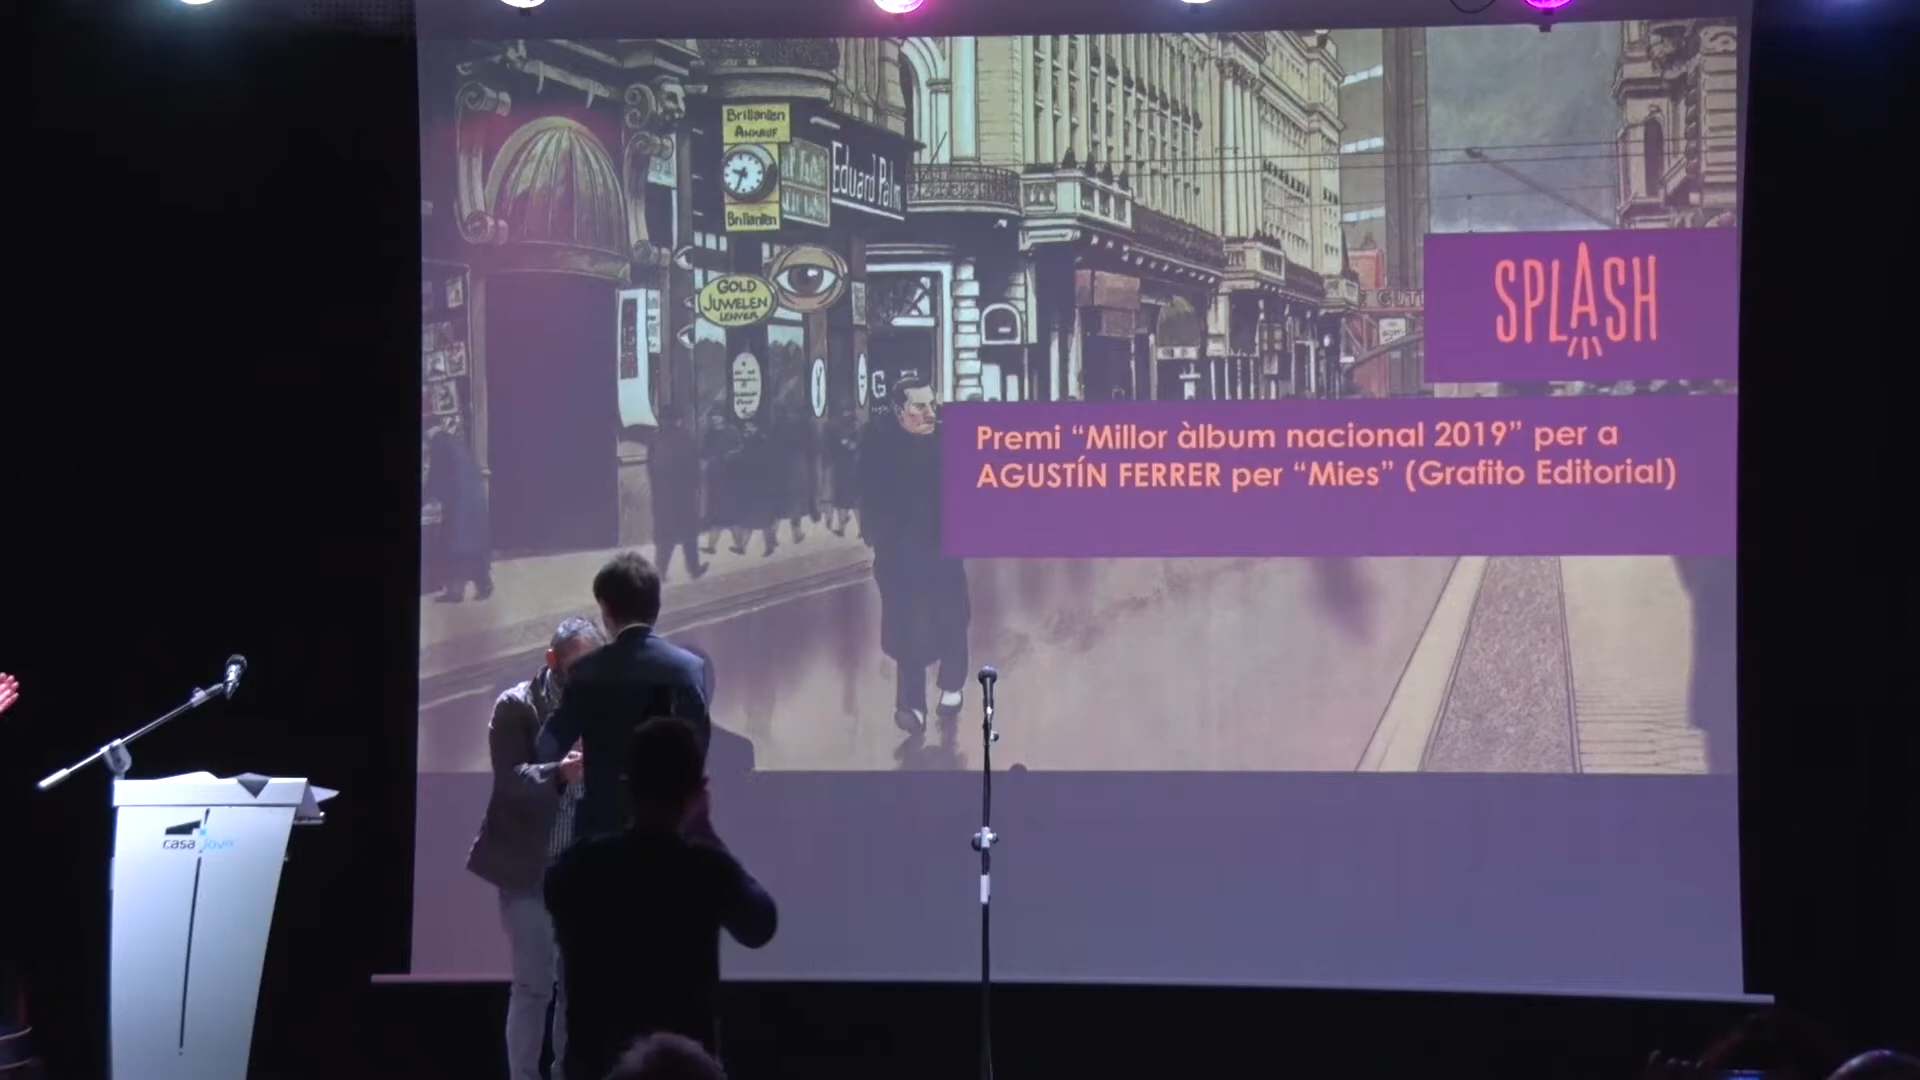 Brillanten
ANKAUF
Brillanten
Eduard Palm
GOLD
JUWELEN
SPLASH
Premi “Millor àlbum nacional 2019” per a
AGUSTÍN FERRER per “Mies” (Grafito Editorial)
casa jove